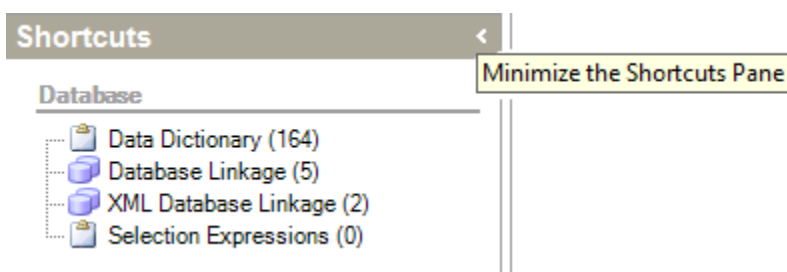 Shortcuts <
Minimize the Shortcuts Pane
Database
Data Dictionary (164)
Database Linkage (5)
XML Database Linkage (2)
Selection Expressions (0)